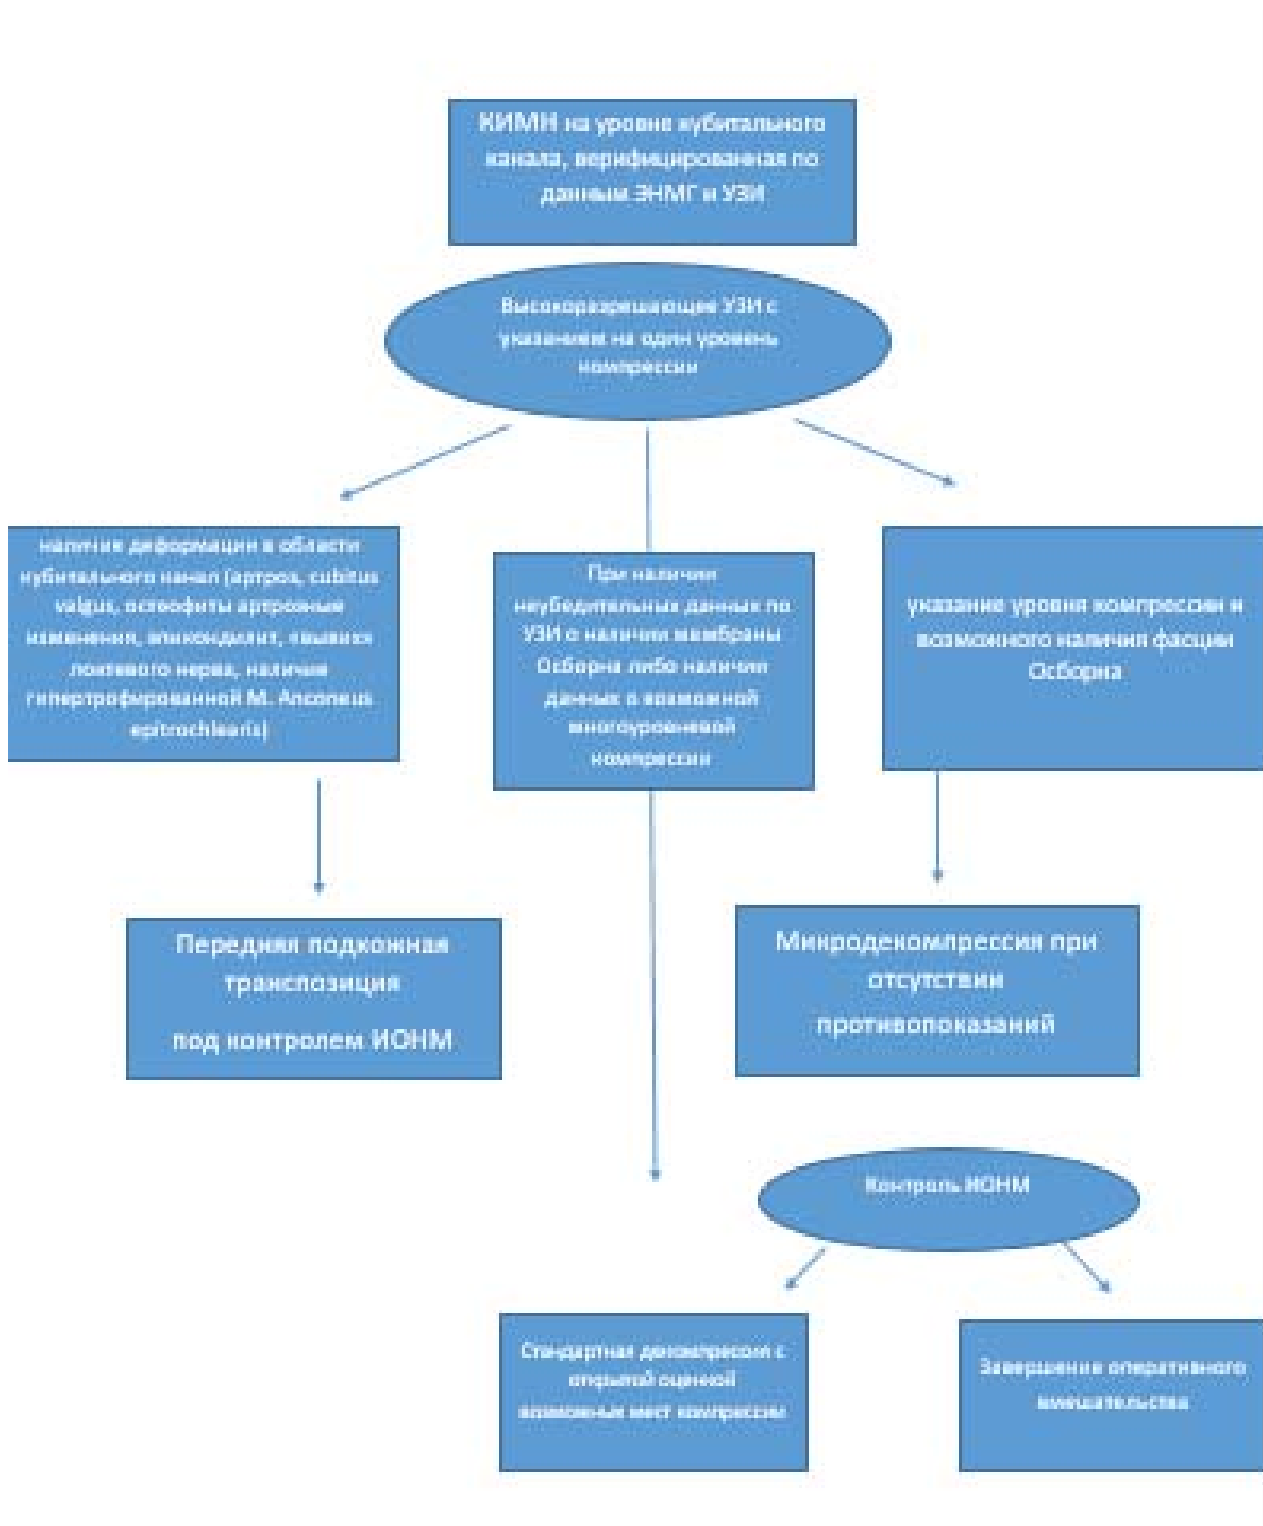 КИМН на уровне кубитального
канала, верифицированная по
данным ЭНМГ и УЗИ
Высокоразрешающее УЗИ с
указанием на один уровень
компрессии
наличия деформации в области
кубитального канал (артроз, cubitus
valgus, остеофиты артрозные
изменения, эпикондилит, «вывих»
локтевого нерва, наличие
гипертрофированной M. Anconeus
epitrochlearis)
При наличии
неубедительных данных по
УЗИ о наличии мембраны
Осборна либо наличии
данных о возможной
многоуровневой
компрессии
указание уровня компрессии и
возможного наличия фасции
Осборна
Передняя подкожная
транспозиция
под контролем ИОНМ
Микродекомпрессия при
отсутствии
противопоказаний
Контроль ИОНМ
Стандартная декомпрессия с
открытой оценкой
возможных мест компрессии
Завершение оперативного
вмешательства